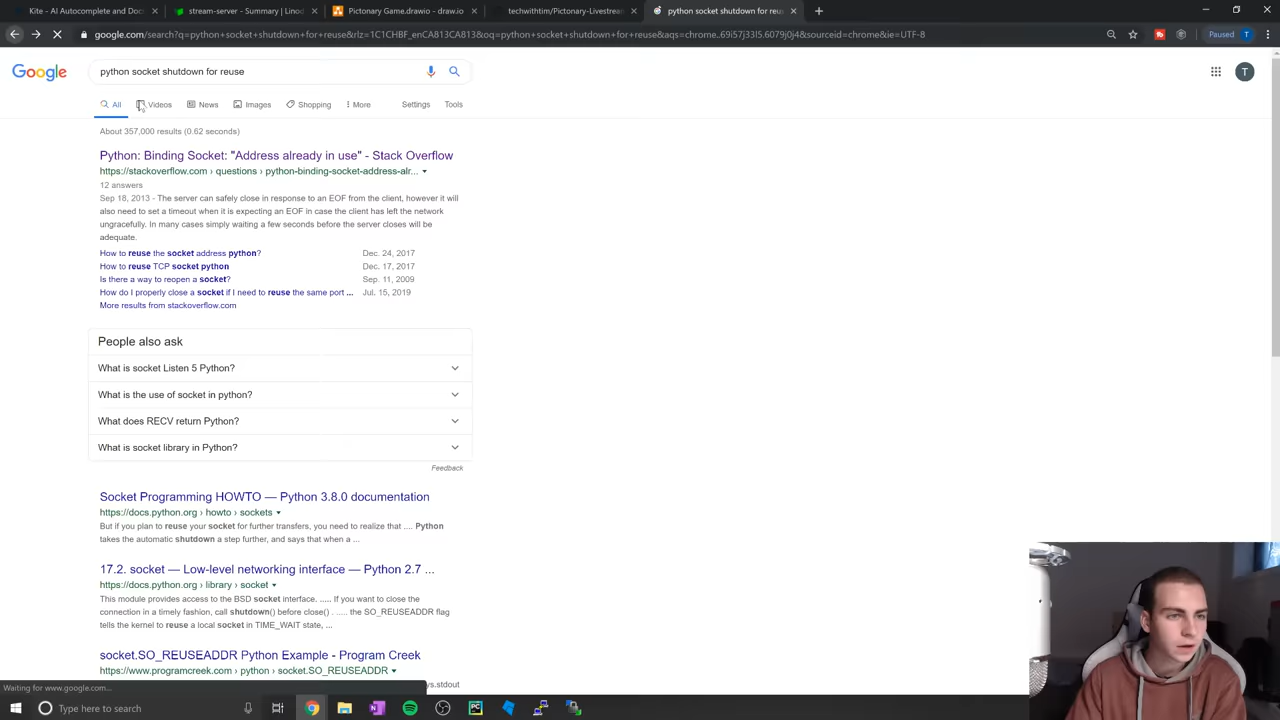 Kite - AI Autocomplete and Doc
stream-server - Summary | Linod
Pictionary Game.drawio - draw.io
techwithtim/Pictonary-Livestrea
python socket shutdown for reus
google.com/search?q=python+socket+shutdown+for+reuse&rlz=1C1CHBF_enCA813CA813&oq=python+socket+shutdown+for+reuse&aqs=chrome..69i57j33l5.6079j0j4&sourceid=chrome&ie=UTF-8
Paused
T
Google
python socket shutdown for reuse
T
All
Videos
News
Images
Shopping
More
Settings
Tools
About 357,000 results (0.62 seconds)
Python: Binding Socket: "Address already in use" - Stack Overflow
https://stackoverflow.com › questions › python-binding-socket-address-alr...
12 answers
Sep 18, 2013 - The server can safely close in response to an EOF from the client, however it will
also need to set a timeout when it is expecting an EOF in case the client has left the network
ungracefully. In many cases simply waiting a few seconds before the server closes will be
adequate.
How to reuse the socket address python? Dec. 24, 2017
How to reuse TCP socket python Dec. 17, 2017
Is there a way to reopen a socket? Sep. 11, 2009
How do I properly close a socket if I need to reuse the same port ... Jul. 15, 2019
More results from stackoverflow.com
People also ask
What is socket Listen 5 Python?
What is the use of socket in python?
What does RECV return Python?
What is socket library in Python?
Feedback
Socket Programming HOWTO — Python 3.8.0 documentation
https://docs.python.org › howto › sockets
But if you plan to reuse your socket for further transfers, you need to realize that .... Python
takes the automatic shutdown a step further, and says that when a ...
17.2. socket — Low-level networking interface — Python 2.7 ...
https://docs.python.org › library › socket
This module provides access to the BSD socket interface. ..... If you want to close the
connection in a timely fashion, call shutdown() before close() . ..... the SO_REUSEADDR flag
tells the kernel to reuse a local socket in TIME_WAIT state, ...
socket.SO_REUSEADDR Python Example - Program Creek
https://www.programcreek.com › python › socket.SO_REUSEADDR
ys.stdout
Waiting for www.google.com...
Type here to search